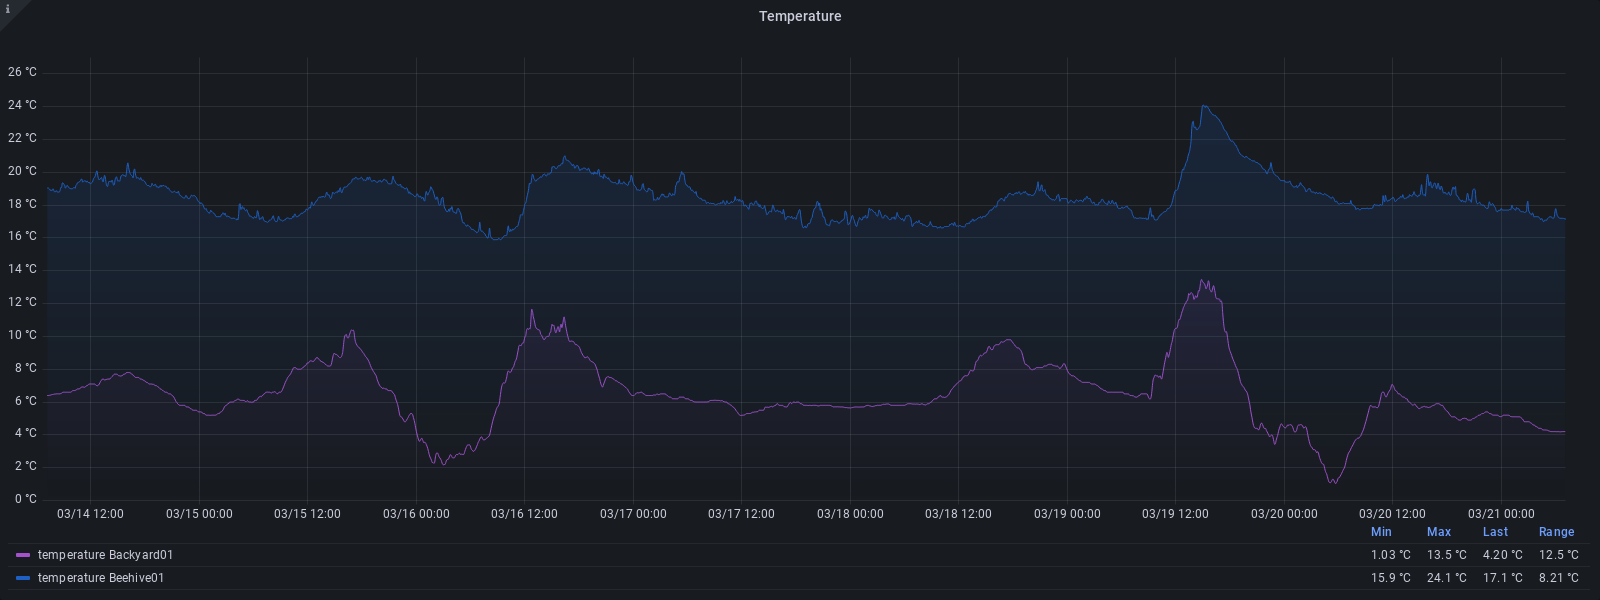 i
Temperature
26 °C
24 °C
22 °C
20 °C
18 °C
16 °C
14 °C
12 °C
10 °C
8 °C
6 °C
4 °C
2 °C
0 °C
03/14 12:00 03/15 00:00 03/15 12:00 03/16 00:00 03/16 12:00 03/17 00:00 03/17 12:00 03/18 00:00 03/18 12:00 03/19 00:00 03/19 12:00 03/20 00:00 03/20 12:00 03/21 00:00
Min Max Last Range
temperature Backyard01 1.03 °C 13.5 °C 4.20 °C 12.5 °C
temperature Beehive01 15.9 °C 24.1 °C 17.1 °C 8.21 °C